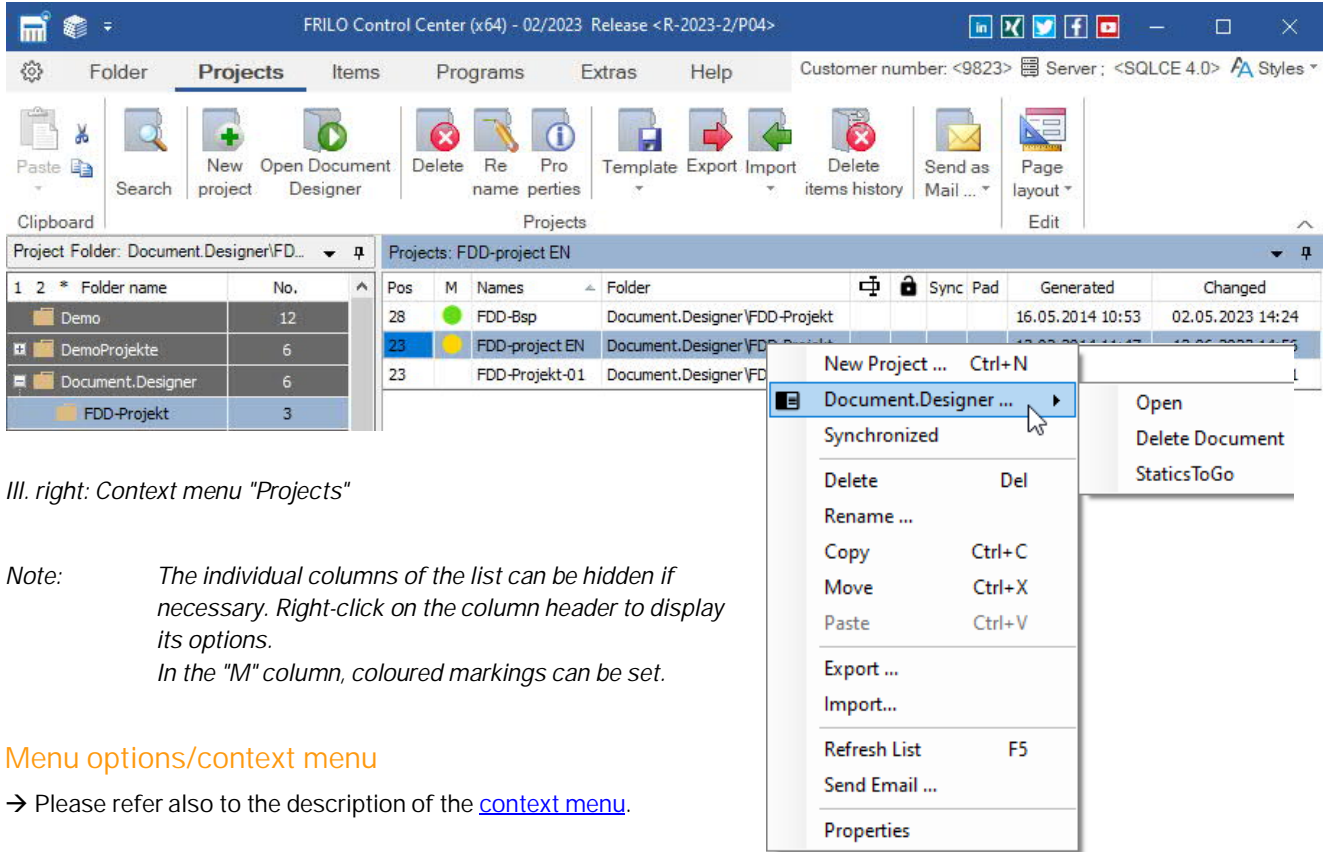 FRILO Control Center (x64) - 02/2023 Release <R-2023-2/P04>
Folder Projects Items Programs Extras Help Customer number: <9823> Server ; <SQLCE 4.0> Styles
Paste Search New project Open Document Designer Delete Re name Pro perties Template Export Import Delete items history Send as Mail ... Page layout
Clipboard Projects Edit
Project Folder: Document.Designer\FD... Projects: FDD-project EN
1 2 * Folder name No. Pos M Names Folder Sync Pad Generated Changed
Demo 12 28 FDD-Bsp Document.Designer\FDD-Projekt 16.05.2014 10:53 02.05.2023 14:24
DemoProjekte 6 23 FDD-project EN Document.Designer\FDD-Projekt
Document.Designer 6 23 FDD-Projekt-01 Document.Designer\FD 1
FDD-Projekt 3
New Project ... Ctrl+N
Document.Designer ...
Synchronized
Delete Del
Rename ...
Copy Ctrl+C
Move Ctrl+X
Paste Ctrl+V
Export ...
Import...
Refresh List F5
Send Email ...
Properties
Open
Delete Document
StaticsToGo
Ill. right: Context menu "Projects"
Note: The individual columns of the list can be hidden if
necessary. Right-click on the column header to display
its options.
In the "M" column, coloured markings can be set.
Menu options/context menu
→ Please refer also to the description of the context menu.